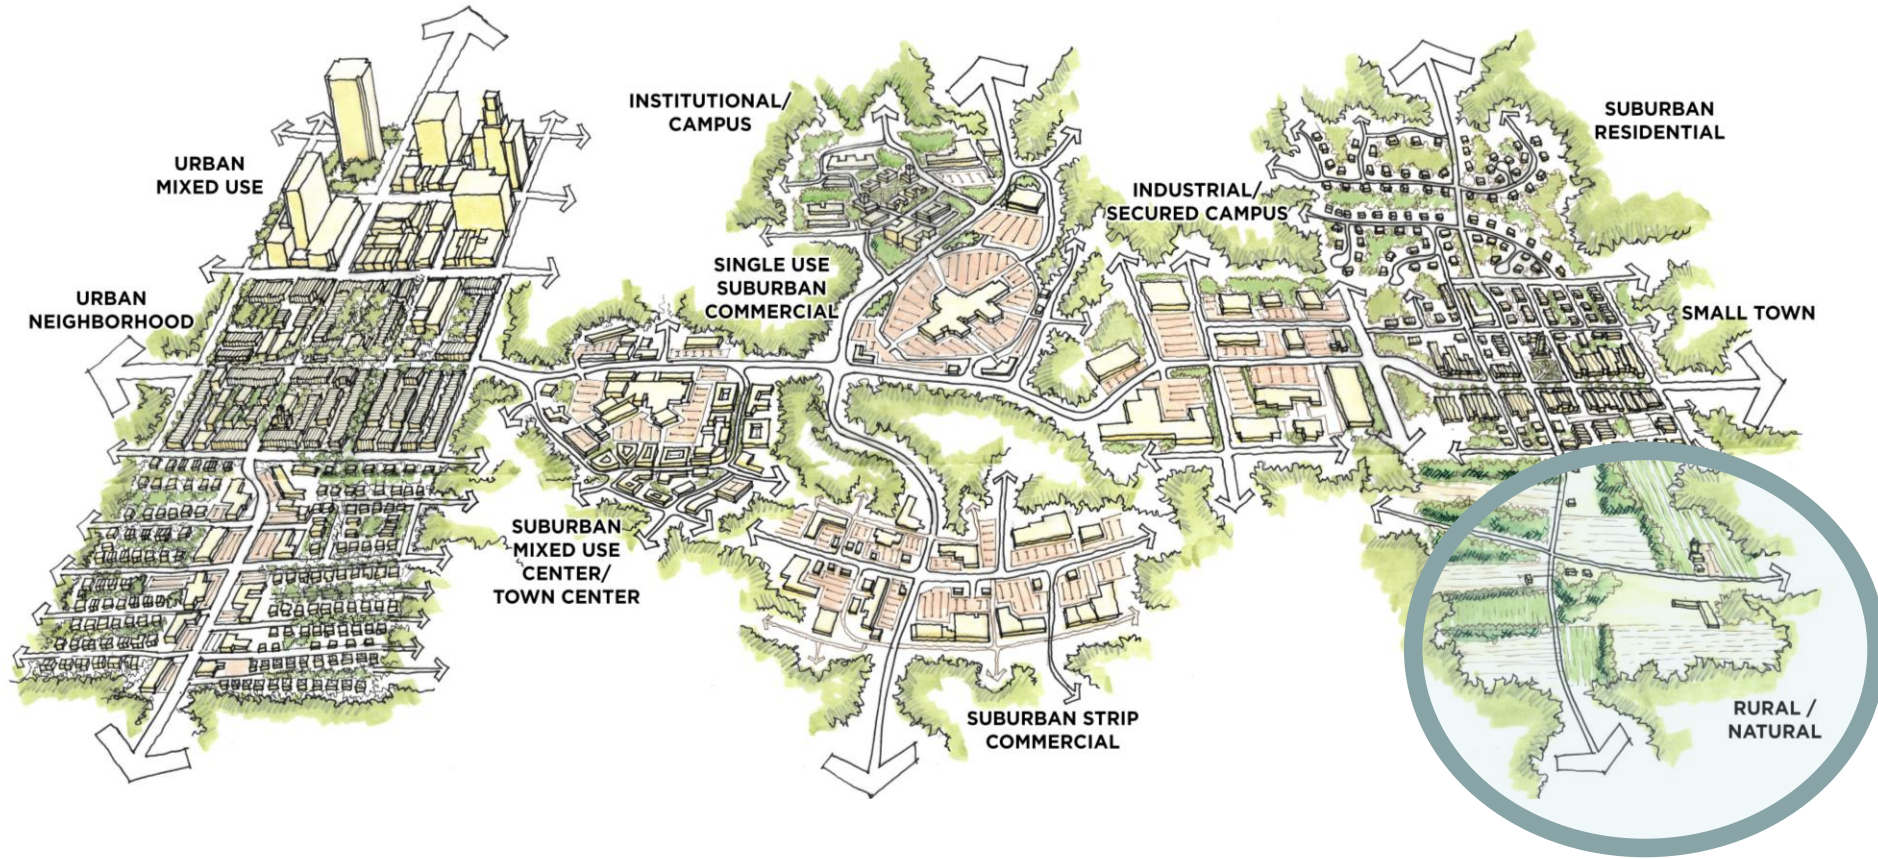 URBAN
MIXED USE
URBAN
NEIGHBORHOOD
INSTITUTIONAL/
CAMPUS
SINGLE USE
SUBURBAN
COMMERCIAL
SUBURBAN
MIXED USE
CENTER/
TOWN CENTER
SUBURBAN STRIP
COMMERCIAL
INDUSTRIAL/
SECURED CAMPUS
SUBURBAN
RESIDENTIAL
SMALL TOWN
RURAL /
NATURAL